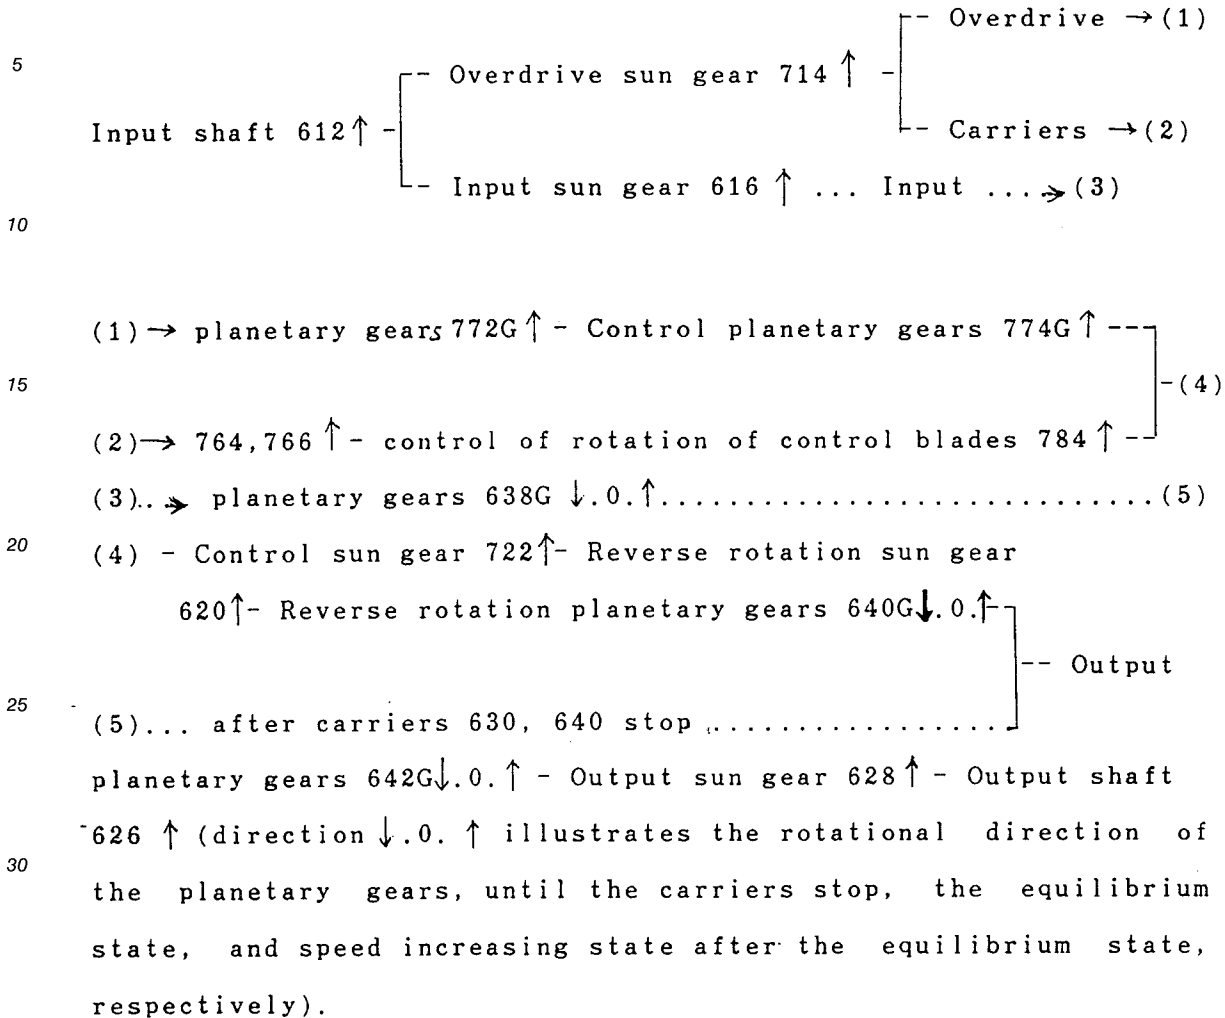 -- Overdrive → (1)
5
-- Overdrive sun gear 714 ↑ -
Input shaft 612 ↑ -
-- Carriers → (2)
-- Input sun gear 616 ↑ ... Input ... → (3)
10
(1) → planetary gears 772G ↑ - Control planetary gears 774G ↑ ---
15
- (4)
(2) → 764,766 ↑ - control of rotation of control blades 784 ↑ --
(3).. → planetary gears 638G ↓.0.↑..............................(5)
20
(4) - Control sun gear 722↑- Reverse rotation sun gear
620↑- Reverse rotation planetary gears 640G↓.0.↑-
-- Output
25
(5)... after carriers 630, 640 stop ...................
planetary gears 642G↓.0.↑ - Output sun gear 628↑ - Output shaft
626 ↑ (direction ↓.0. ↑ illustrates the rotational direction of
30
the planetary gears, until the carriers stop, the equilibrium
state, and speed increasing state after the equilibrium state,
respectively).